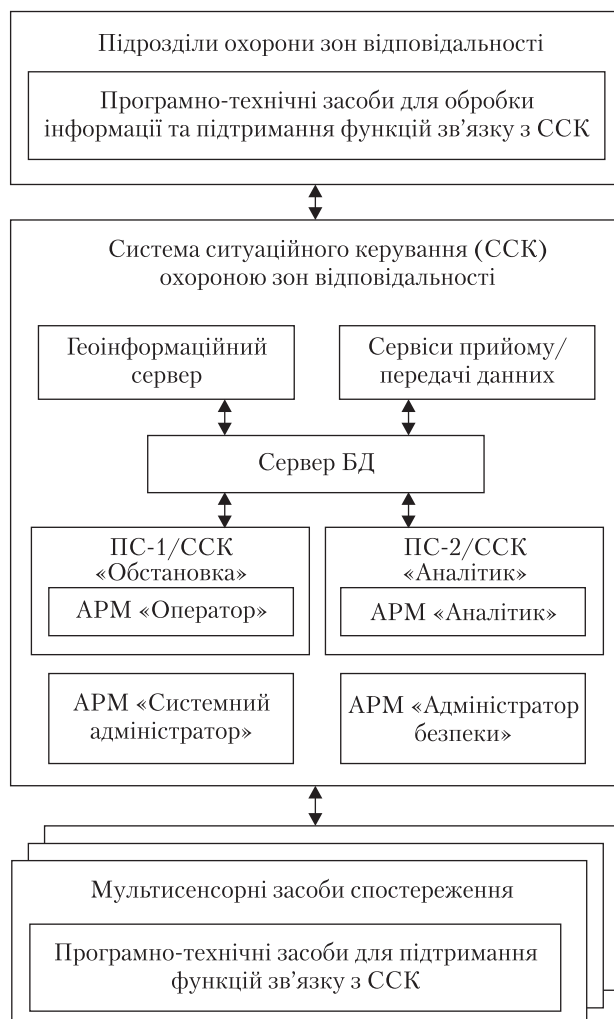 Підрозділи охорони зон відповідальності
Програмно-технічні засоби для обробки
інформації та підтримання функцій зв’язку з ССК
Система ситуаційного керування (ССК)
охороною зон відповідальності
Геоінформаційний
сервер
Сервіси прийому/
передачі данних
Сервер БД
ПС-1/ССК
«Обстановка»
АРМ «Оператор»
ПС-2/ССК
«Аналітик»
АРМ «Аналітик»
АРМ «Системний
адміністратор»
АРМ «Адміністратор
безпеки»
Мультисенсорні засоби спостереження
Програмно-технічні засоби для підтримання
функцій зв’язку з ССК